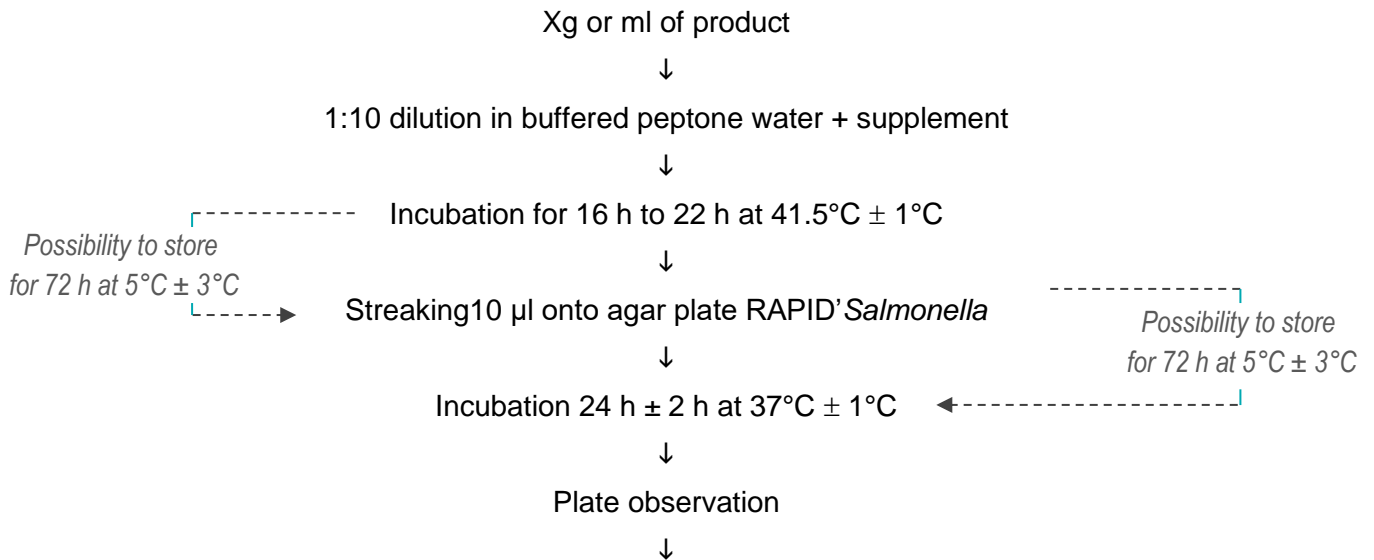 Xg or ml of product
↓
1:10 dilution in buffered peptone water + supplement
↓
Incubation for 16 h to 22 h at 41.5°C ± 1°C
Possibility to store
for 72 h at 5°C ± 3°C
↓
Streaking10 µl onto agar plate RAPID’Salmonella
Possibility to store
for 72 h at 5°C ± 3°C
↓
Incubation 24 h ± 2 h at 37°C ± 1°C
↓
Plate observation
↓